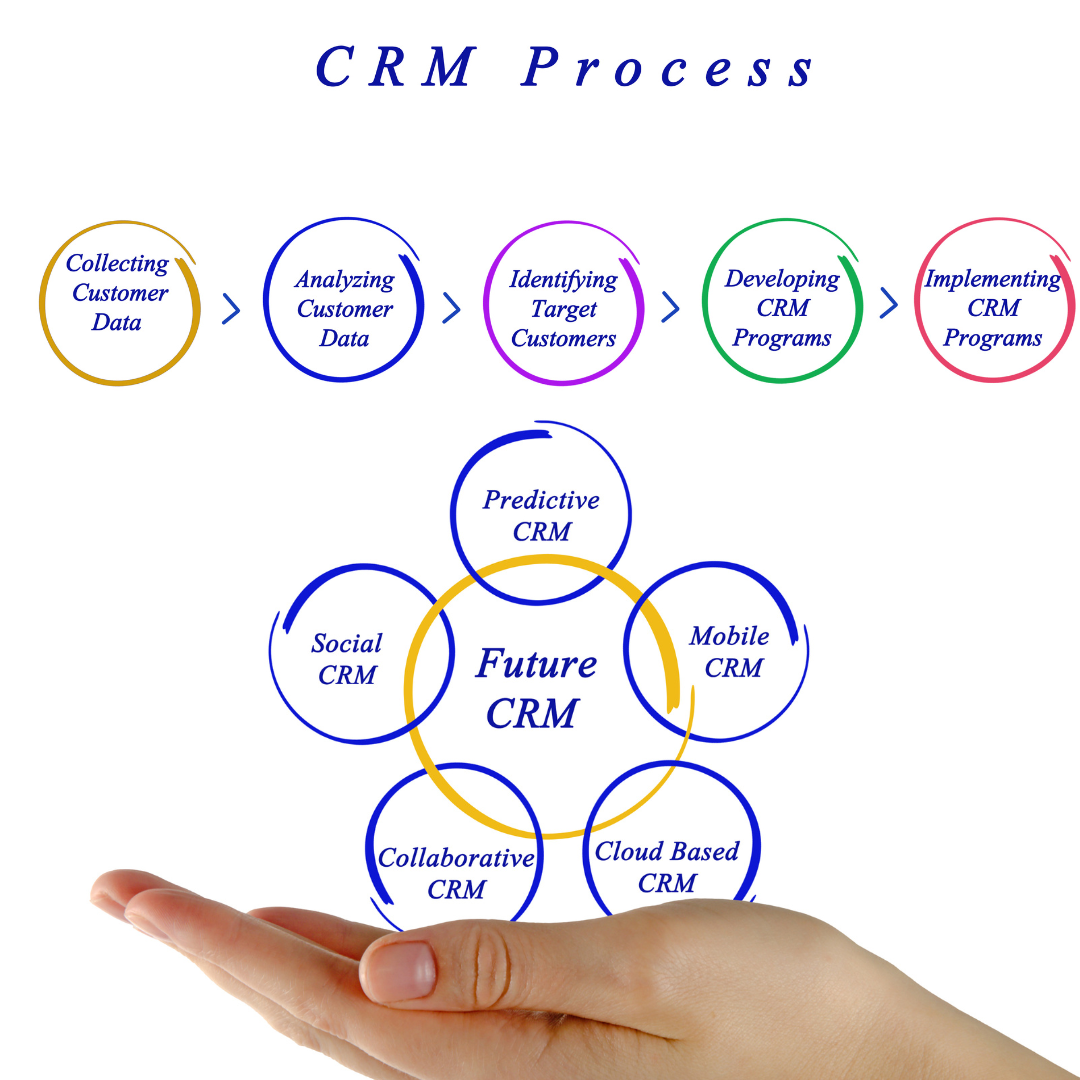 CRM Process
Collecting
Customer
Data
Analyzing
Customer
Data
Identifying
Target
Customers
Developing
CRM
Programs
Implementing
CRM
Programs
Predictive
CRM
Social
CRM
Future
CRM
Mobile
CRM
Collaborative
CRM
Cloud Based
CRM